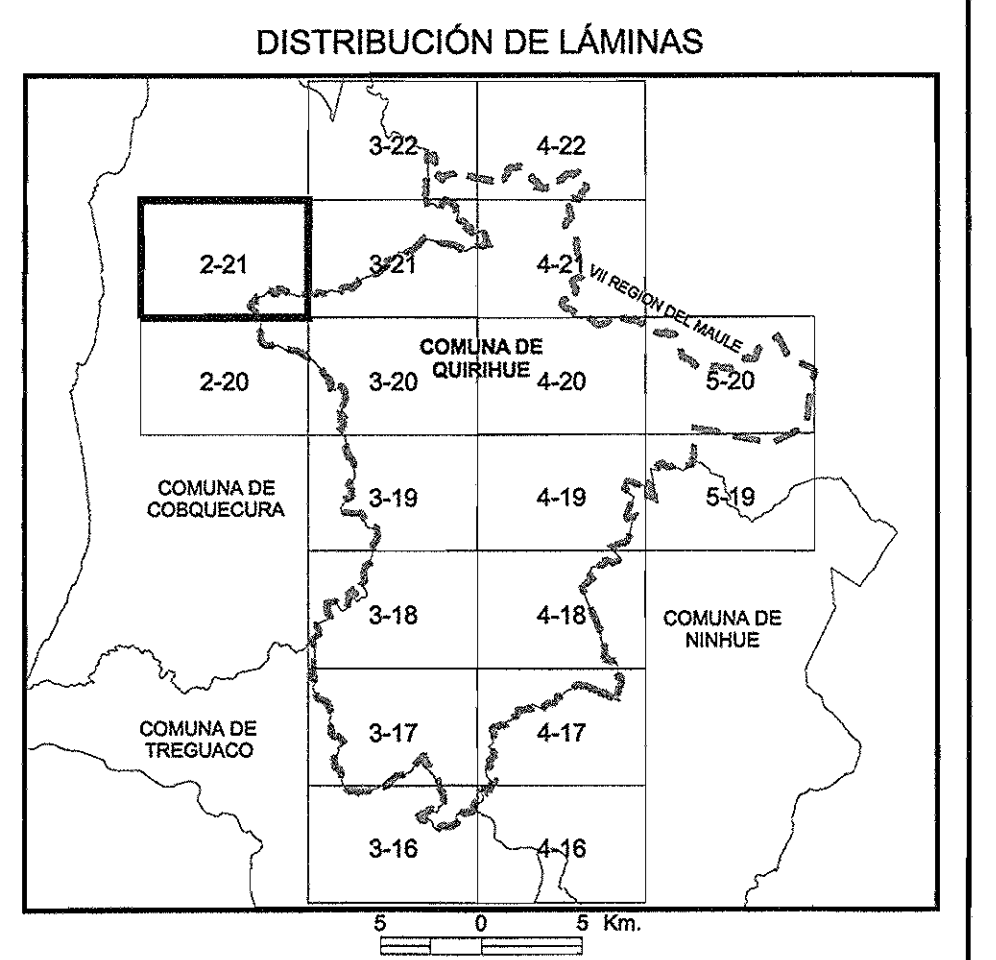 DISTRIBUCIÓN DE LÁMINAS
3-22
4-22
2-21
3-21
4-21
VII REGION DEL MAULE
COMUNA DE
QUIRIHUE
2-20
3-20
4-20
5-20
COMUNA DE
COBQUECURA
3-19
4-19
5-19
3-18
4-18
COMUNA DE
NINHUE
COMUNA DE
TREGUACO
3-17
4-17
3-16
4-16
5 0 5 Km.